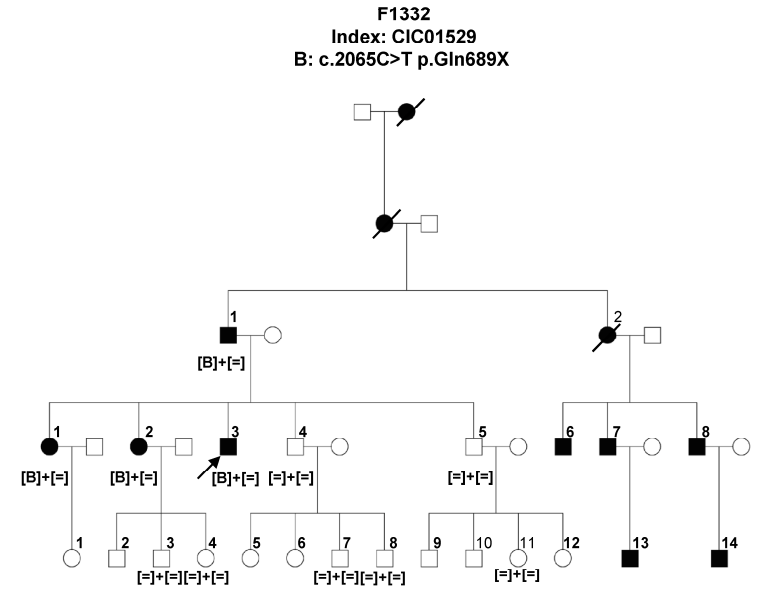 F1332
Index: CIC01529
B: c.2065C>T p.Gln689X
1 2
[B]+[=]
1 2 3 4 5 6 7 8
[B]+[=] [B]+[=] [B]+[=] [=]+[=] [=]+[=]
1 2 3 4 5 6 7 8 9 10 11 12 13 14
[=]+[=] [=]+[=] [=]+[=] [=]+[=] [=]+[=]